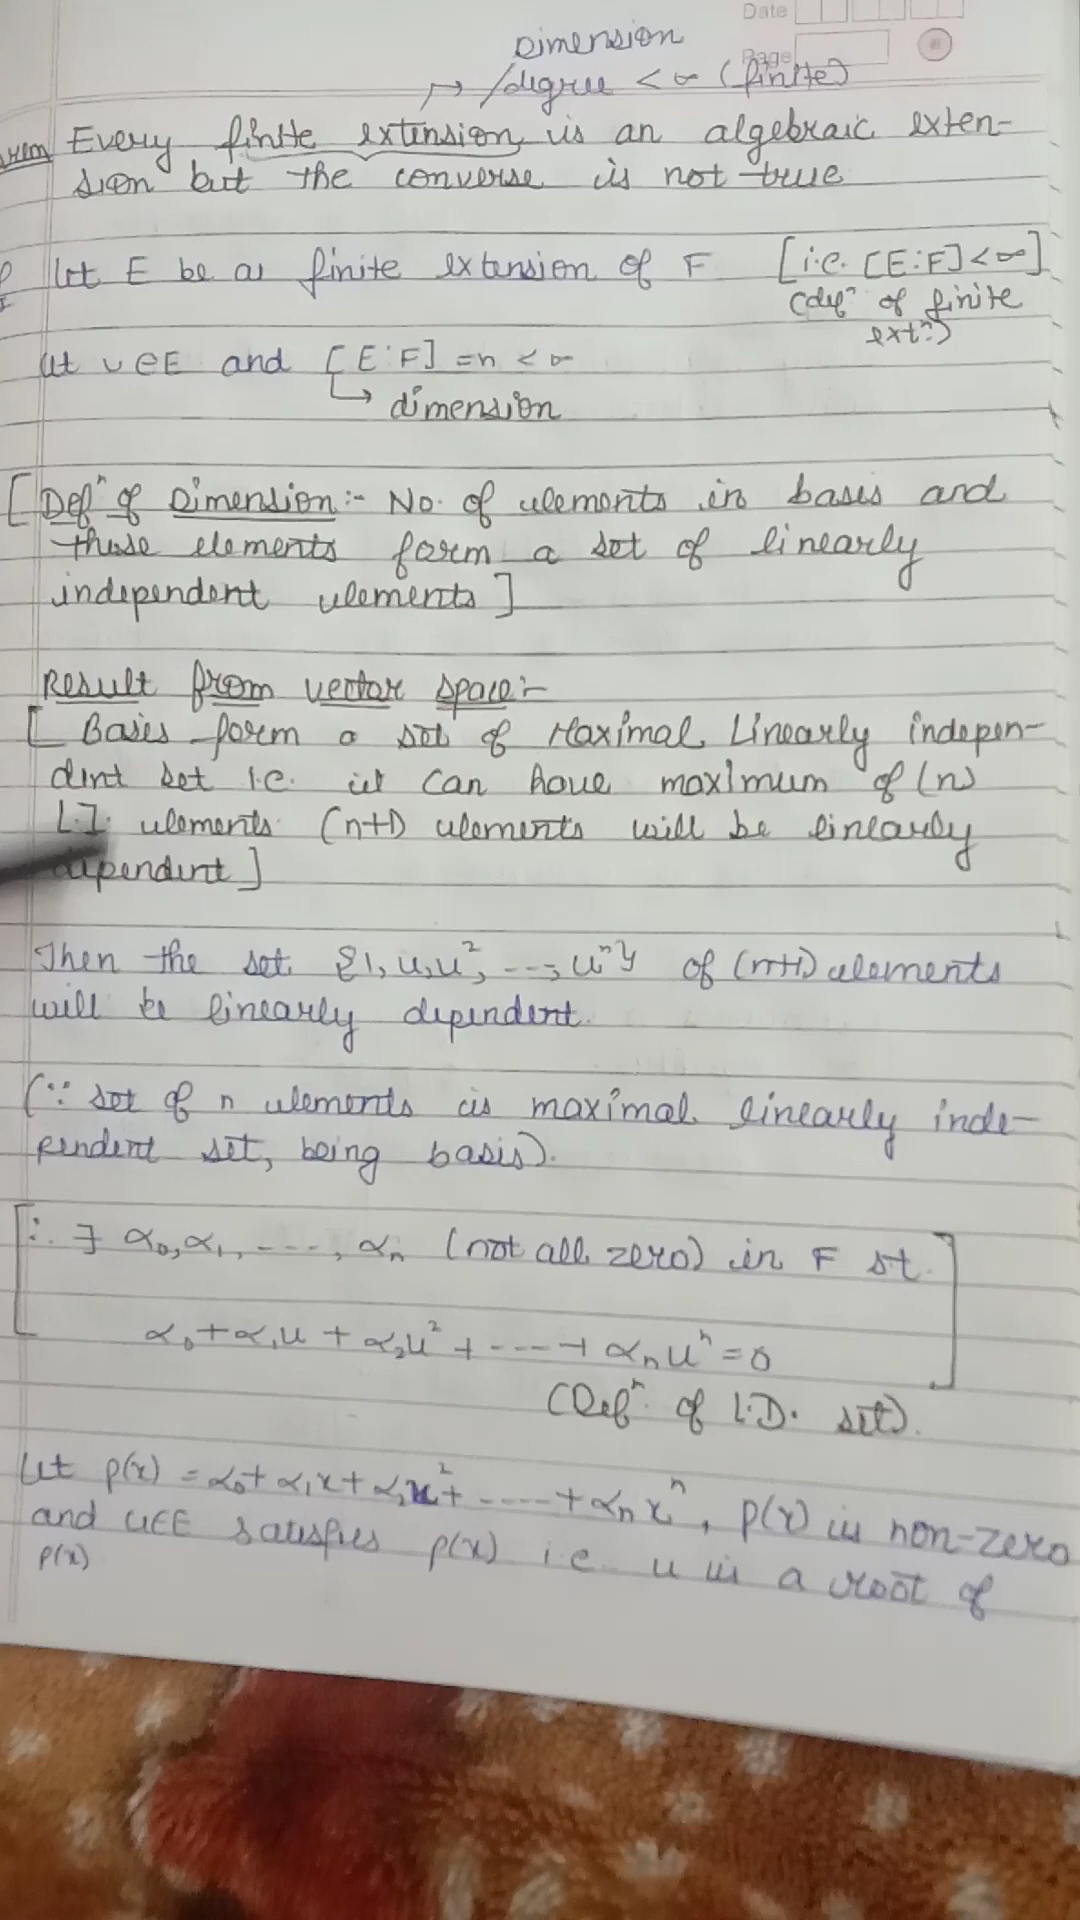 Date
Page
Dimension
/degree < ∞ (finite)
Every finite extension is an algebraic exten-
sion but the converse is not true
Let E be a finite extension of F [i.e. [E:F] < ∞]
(defⁿ of finite
extⁿ)
Let u∈E and [E:F] = n < ∞
↳ dimension
[Defⁿ of Dimension:- No. of elements in basis and
those elements form a set of linearly
independent elements]
Result from vector space:-
[Basis form a set of Maximal Linearly indepen-
dent set i.e. it can have maximum of (n)
L.I. elements (n+1) elements will be linearly
dependent]
Then the set {1, u, u², ---, uⁿ} of (n+1) elements
will be linearly dependent.
(∵ set of n elements is maximal linearly inde-
pendent set, being basis).
[∴ ∃ α₀, α₁, ----, αₙ (not all zero) in F st.
α₀ + α₁u + α₂u² + ---- + αₙuⁿ = 0]
(Defⁿ of L.D. set).
Let p(x) = α₀ + α₁x + α₂x² + ---- + αₙxⁿ, p(x) is non-zero
and u∈E satisfies p(x) i.e. u is a root of
p(x)